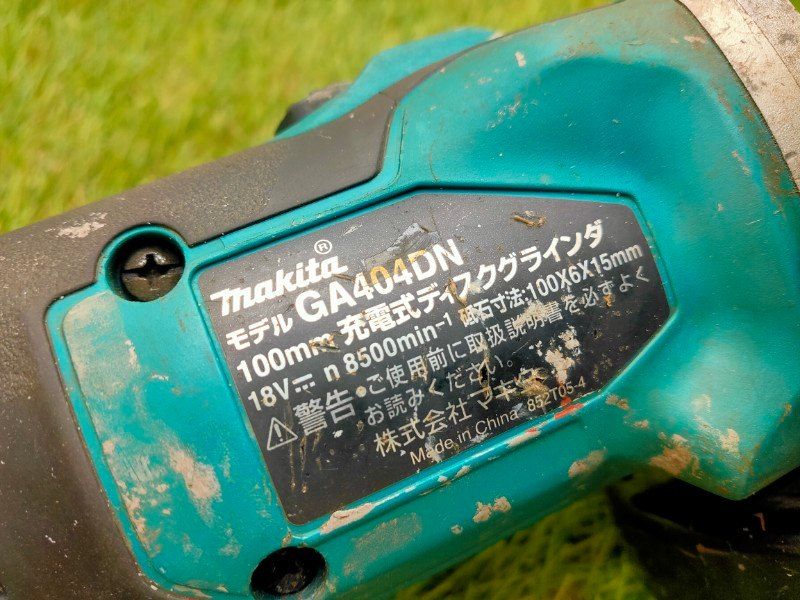 makita®
モデル GA404DN
100mm 充電式ディスクグラインダ
18V⎓ n 8500min-1 砥石寸法:100X6X15mm
⚠警告・ご使用前に取扱説明書を必ずよく
お読みください。
株式会社マキタ
Made in China 852T05-4